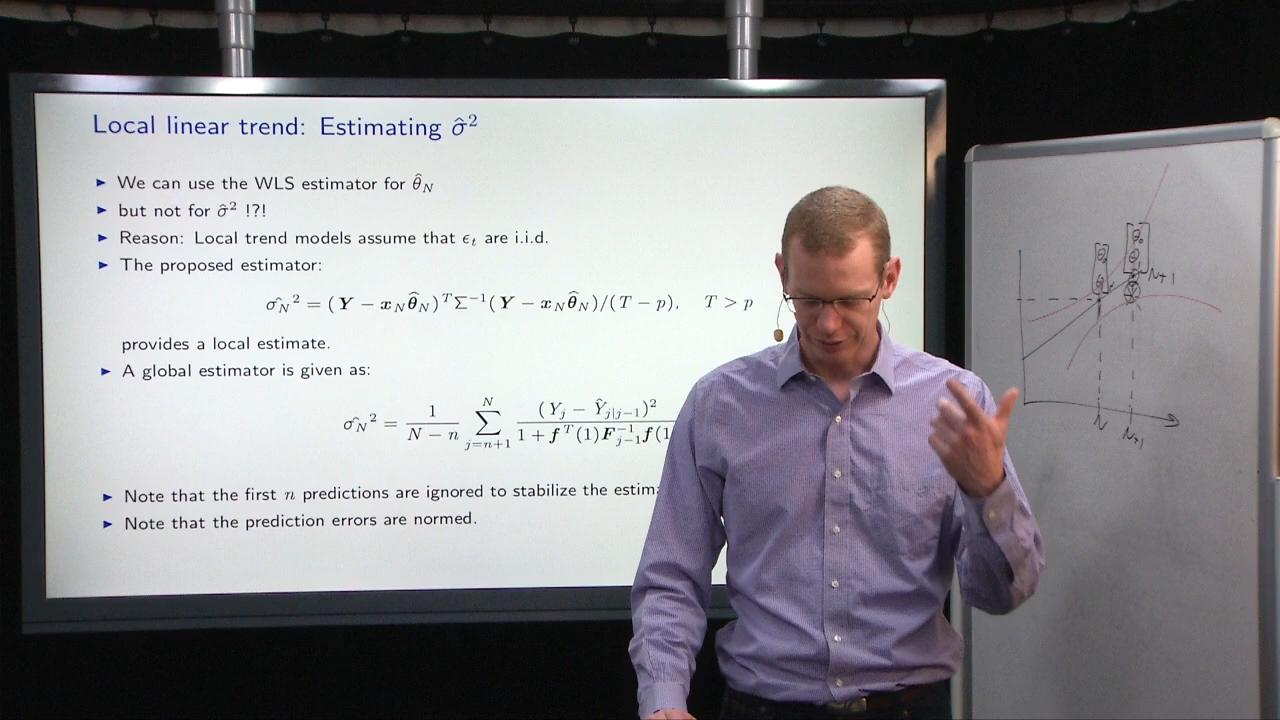 Local linear trend: Estimating σ̂²
► We can use the WLS estimator for θ̂_N
► but not for σ̂² !?!
► Reason: Local trend models assume that ϵ_t are i.i.d.
► The proposed estimator:
σ̂_N² = (Y − x_N θ̂_N)^T Σ^{−1}(Y − x_N θ̂_N)/(T − p), T > p
provides a local estimate.
► A global estimator is given as:
σ̂_N² = 1/(N − n) ∑_{j=n+1}^{N} (Y_j − Ŷ_{j|j−1})² / (1 + f^T(1)F_{j−1}^{−1}f(1
► Note that the first n predictions are ignored to stabilize the estim
► Note that the prediction errors are normed.
N+1
N
N+1